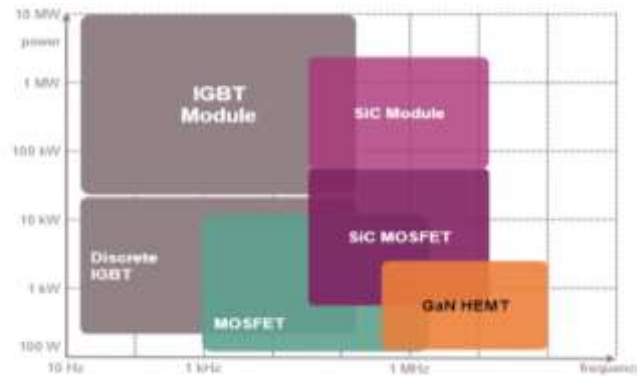 10 MW
power
1 MW
100 kW
10 kW
1 kW
100 W
IGBT
Module
SiC Module
SiC MOSFET
Discrete
IGBT
MOSFET
GaN HEMT
10 Hz
1 kHz
1 MHz
frequenc